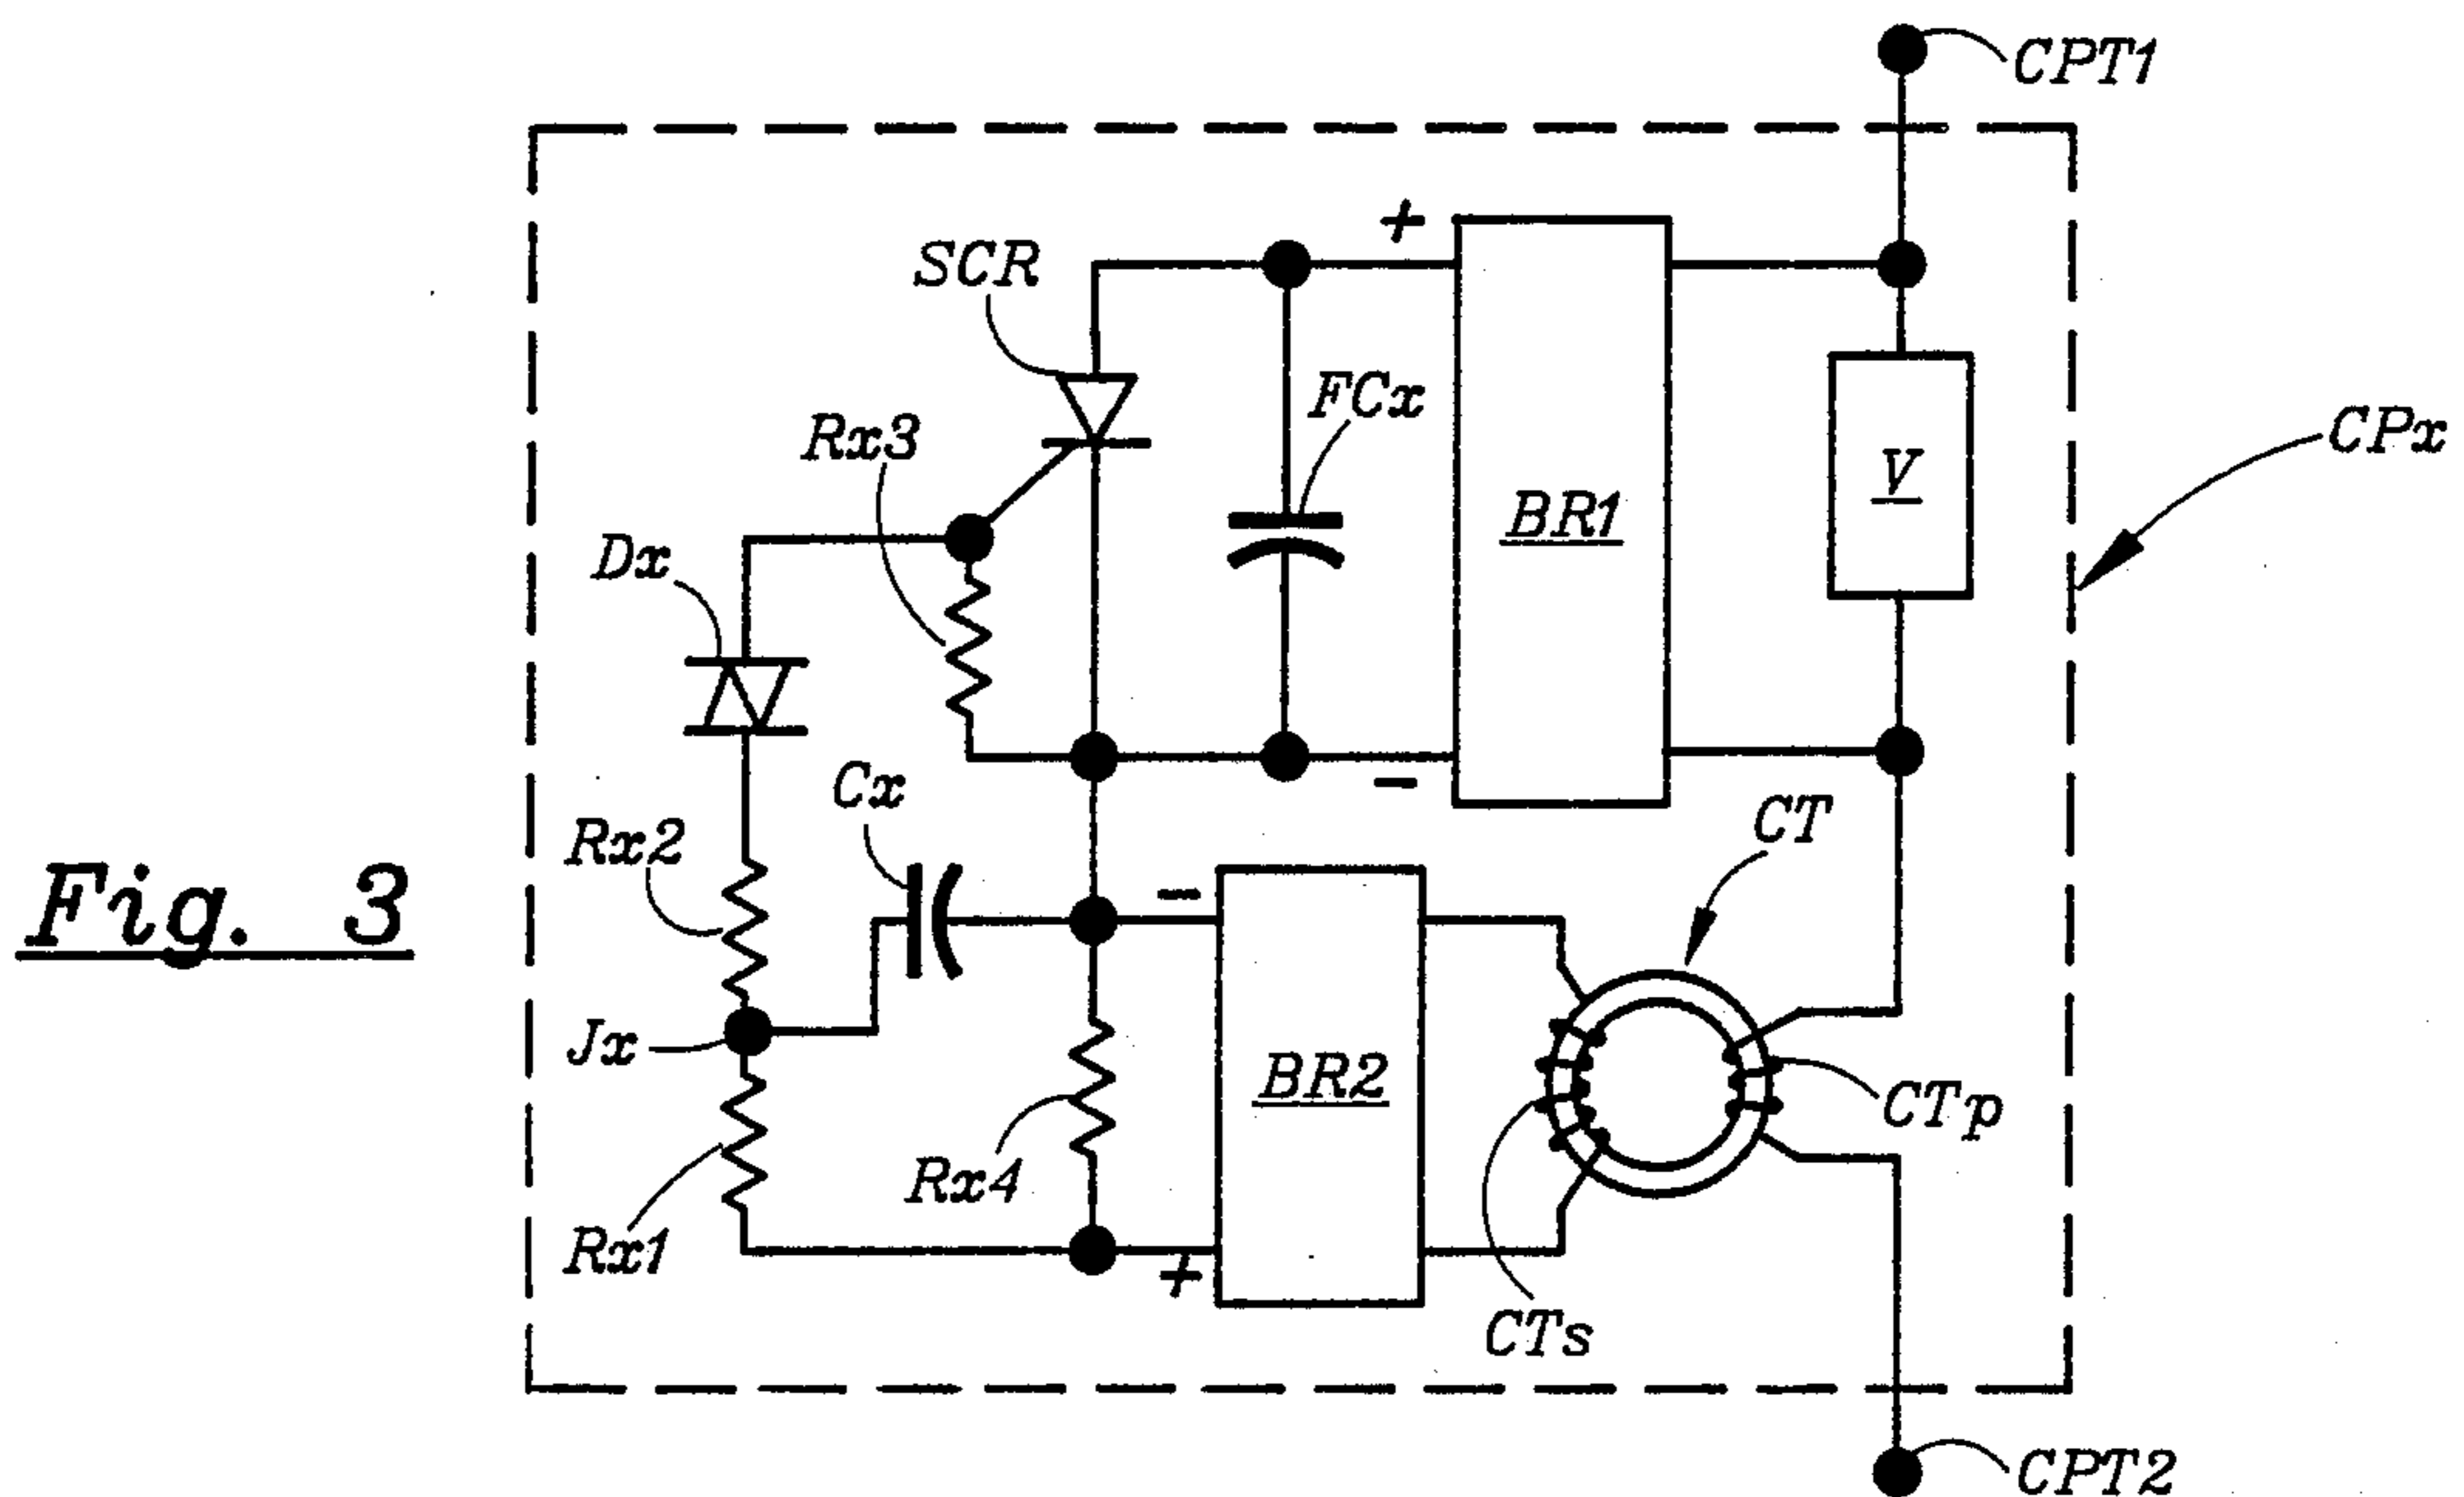 CPT1
+
SCR
FCx
Rx3
CPx
V
BR1
Dx
-
Cx
CT
Rx2
-
Fig. 3
Jx
BR2
CTp
Rx4
Rx1
+
CTs
CPT2